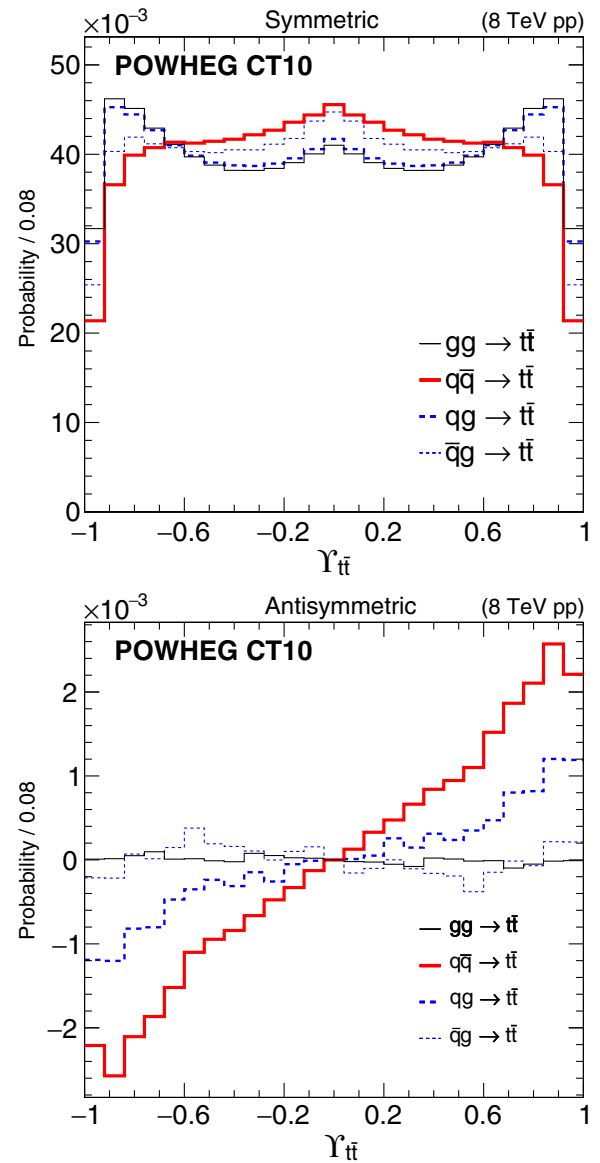 ×10⁻³ Symmetric (8 TeV pp)
POWHEG CT10
Probability / 0.08
50
40
30
20
10
0
gg → tt̄
qq̄ → tt̄
qg → tt̄
q̄g → tt̄
−1 −0.6 −0.2 0.2 0.6 1
ϒtt̄
×10⁻³ Antisymmetric (8 TeV pp)
POWHEG CT10
Probability / 0.08
2
1
0
−1
−2
gg → tt̄
qq̄ → tt̄
qg → tt̄
q̄g → tt̄
−1 −0.6 −0.2 0.2 0.6 1
ϒtt̄